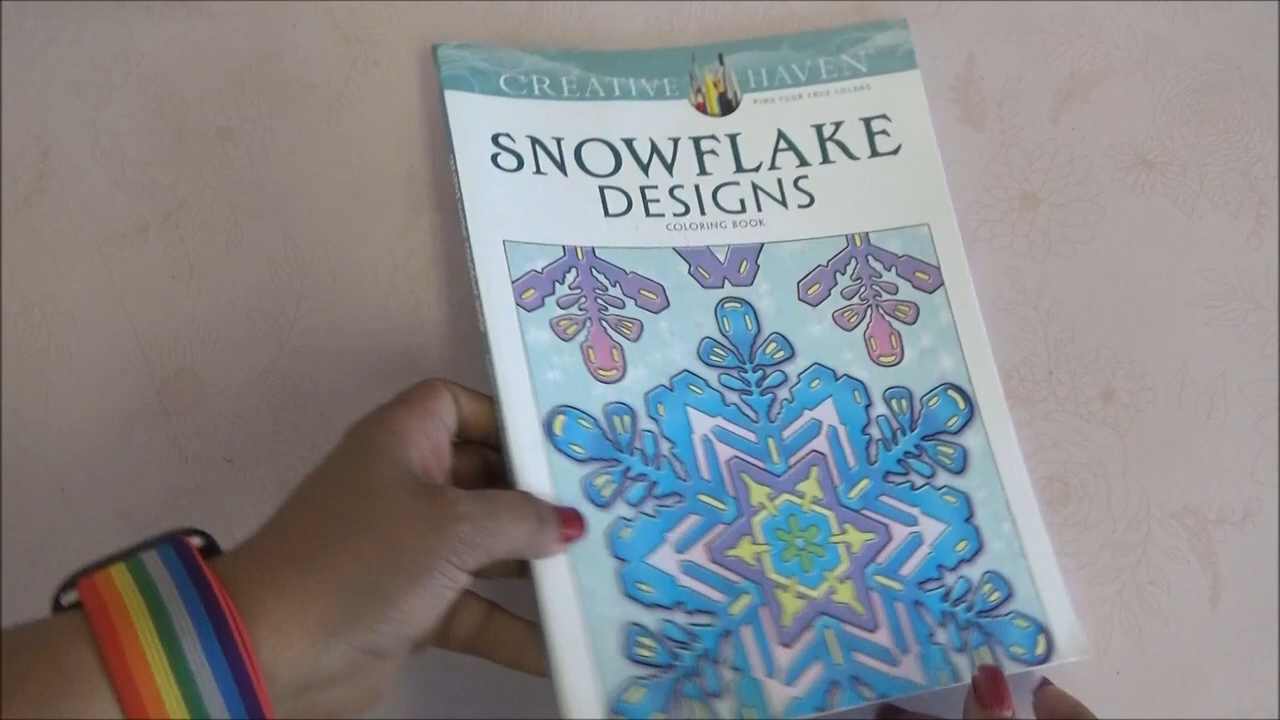 CREATIVE HAVEN
FIND YOUR TRUE COLORS
SNOWFLAKE
DESIGNS
COLORING BOOK